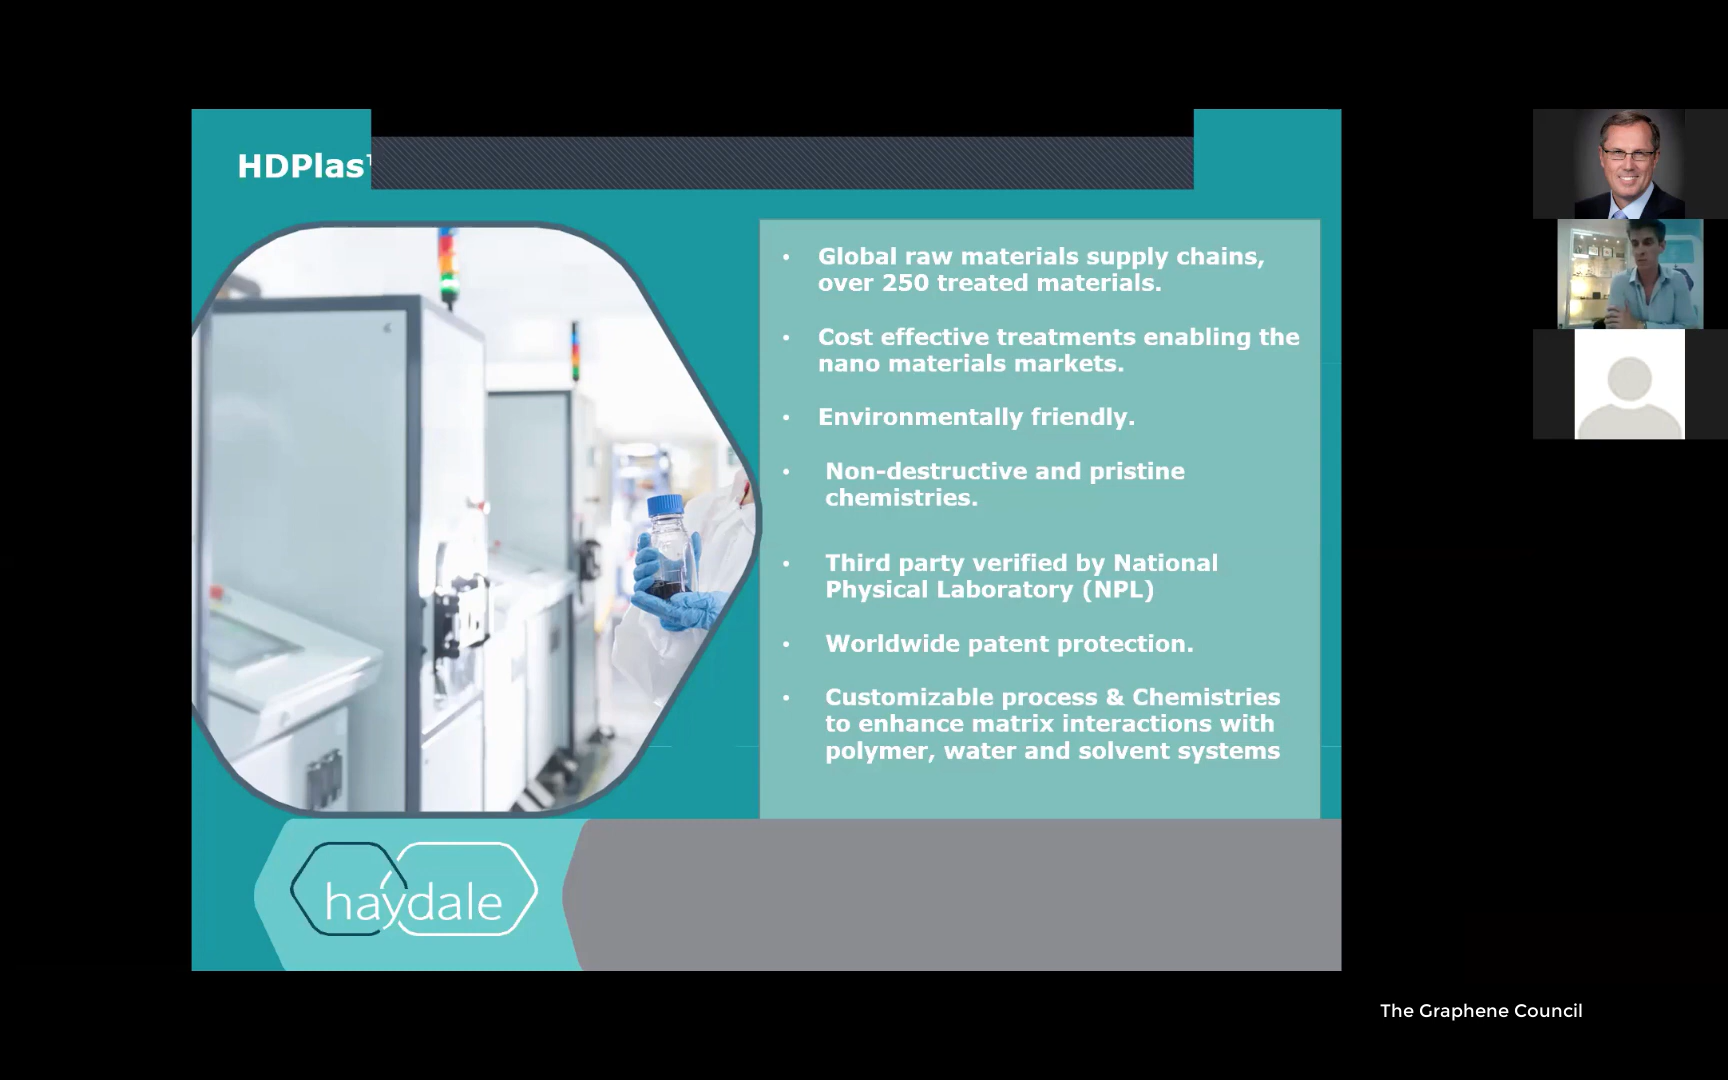 HDPlas
• Global raw materials supply chains,
over 250 treated materials.
• Cost effective treatments enabling the
nano materials markets.
• Environmentally friendly.
• Non-destructive and pristine
chemistries.
• Third party verified by National
Physical Laboratory (NPL)
• Worldwide patent protection.
• Customizable process & Chemistries
to enhance matrix interactions with
polymer, water and solvent systems
haydale
The Graphene Council